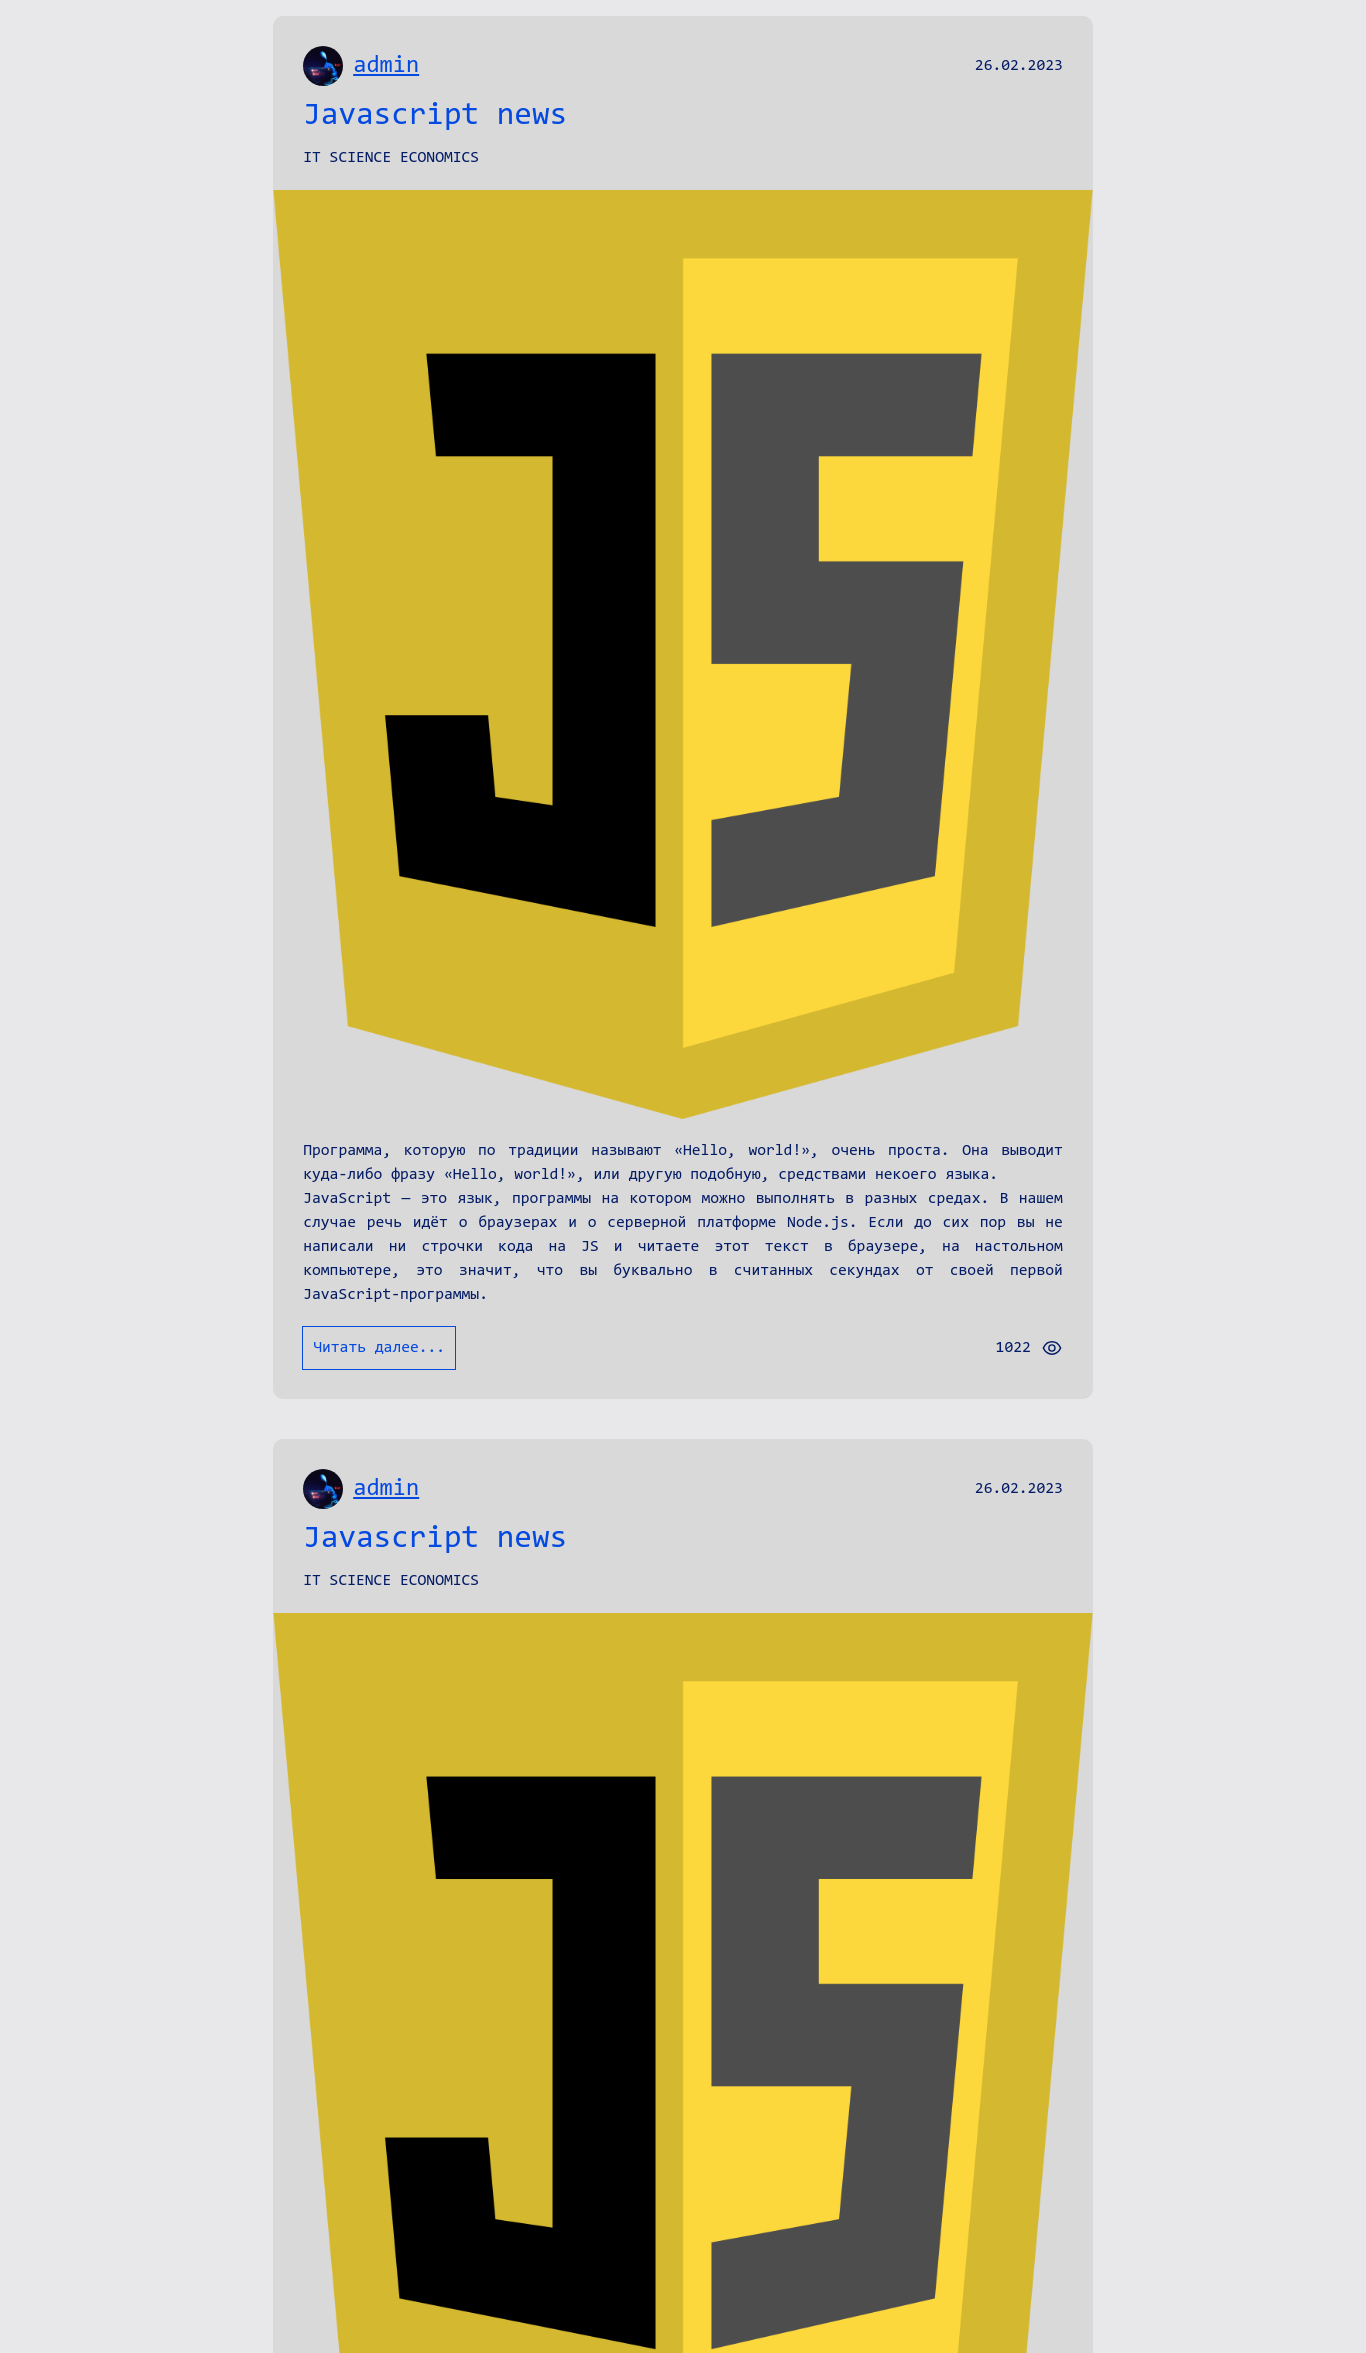 admin
26.02.2023
Javascript news
IT SCIENCE ECONOMICS
JS
Программа, которую по традиции называют «Hello, world!», очень проста. Она выводит
куда-либо фразу «Hello, world!», или другую подобную, средствами некоего языка.
JavaScript — это язык, программы на котором можно выполнять в разных средах. В нашем
случае речь идёт о браузерах и о серверной платформе Node.js. Если до сих пор вы не
написали ни строчки кода на JS и читаете этот текст в браузере, на настольном
компьютере, это значит, что вы буквально в считанных секундах от своей первой
JavaScript-программы.
Читать далее...
1022
admin
26.02.2023
Javascript news
IT SCIENCE ECONOMICS
JS